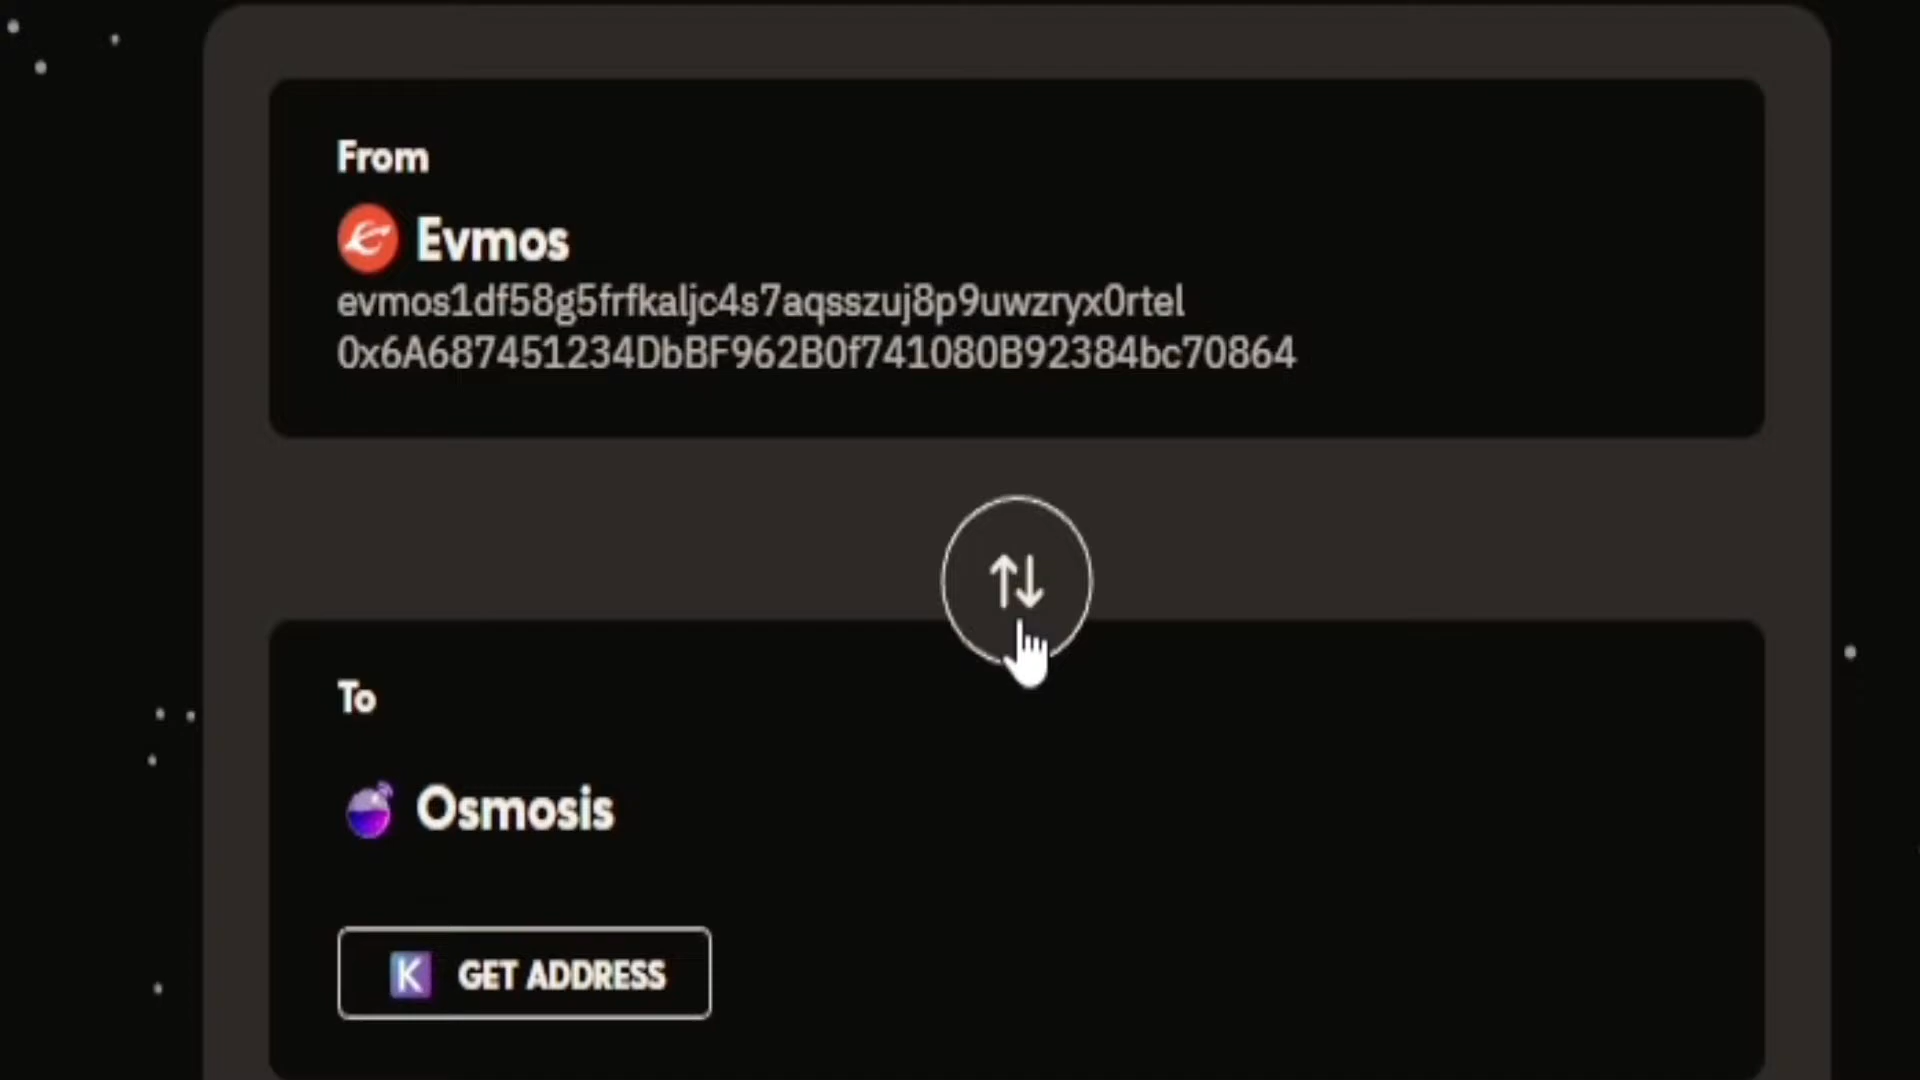 From
Evmos
evmos1df58g5frfkaljc4s7aqsszuj8p9uwzryx0rtel
0x6A687451234DbBF962B0f741080B92384bc70864
To
Osmosis
K GET ADDRESS